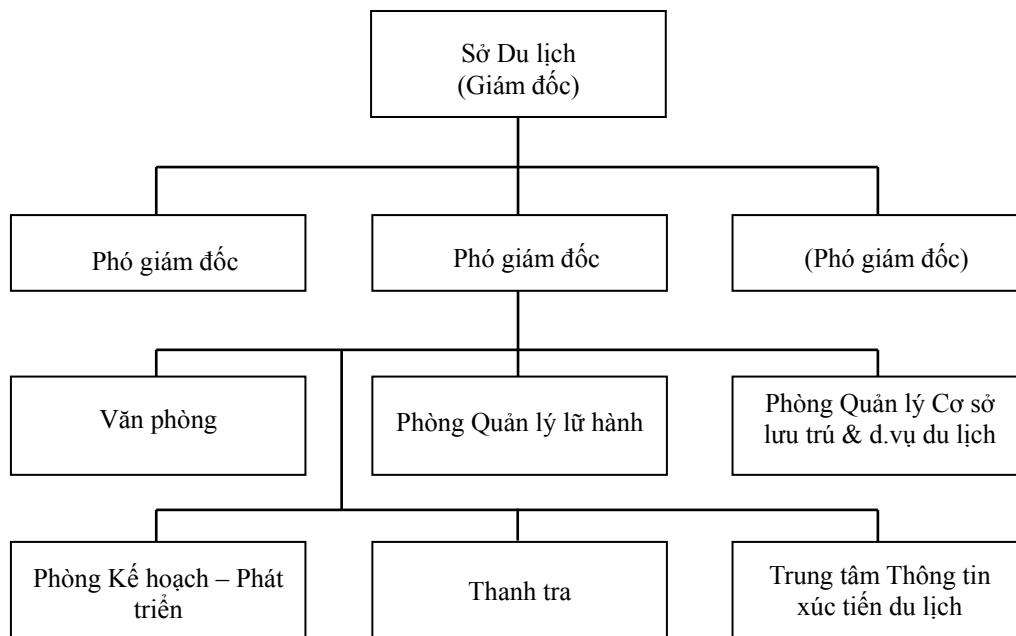 Sở Du lịch
(Giám đốc)
Phó giám đốc
Phó giám đốc
(Phó giám đốc)
Văn phòng
Phòng Quản lý lữ hành
Phòng Quản lý Cơ sở
lưu trú & d.vụ du lịch
Phòng Kế hoạch – Phát
triển
Thanh tra
Trung tâm Thông tin
xúc tiến du lịch